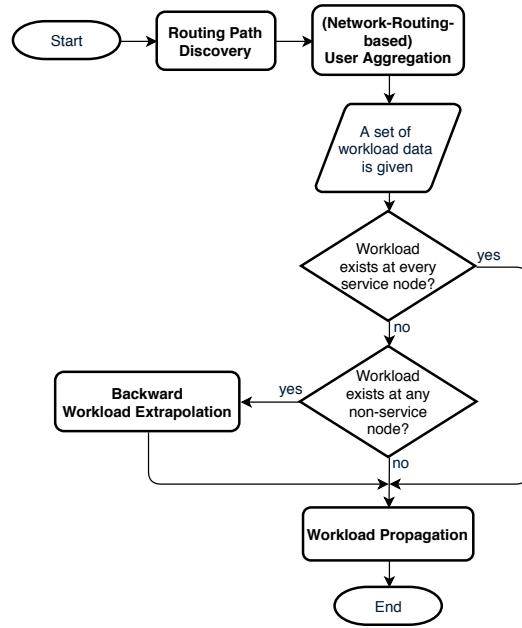 Start
Routing Path
Discovery
(Network-Routing-
based)
User Aggregation
A set of
workload data
is given
Workload
exists at every
service node?
yes
no
Workload
exists at any
non-service
node?
yes
Backward
Workload Extrapolation
no
Workload Propagation
End